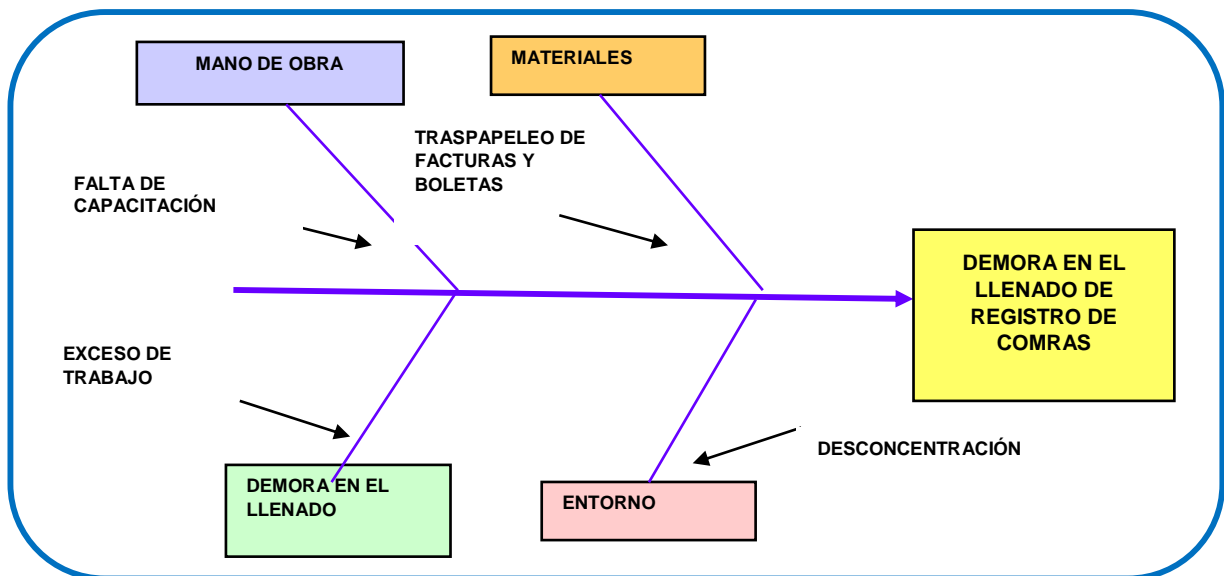 MANO DE OBRA
MATERIALES
TRASPAPELEO DE
FACTURAS Y
BOLETAS
FALTA DE
CAPACITACIÓN
DEMORA EN EL
LLENADO DE
REGISTRO DE
COMRAS
EXCESO DE
TRABAJO
DESCONCENTRACIÓN
DEMORA EN EL
LLENADO
ENTORNO